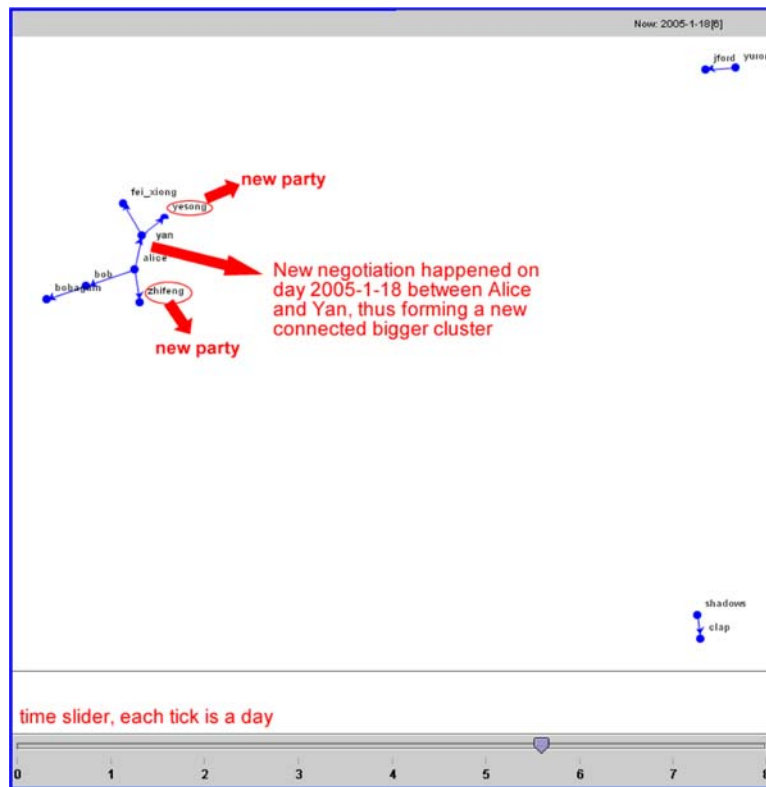 Now: 2005-1-18[6]
jford
fei_xiong
new party
yesong
yan
alice
New negotiation happened on
day 2005-1-18 between Alice
and Yan, thus forming a new
connected bigger cluster
bob
zhifeng
new party
shadows
clap
time slider, each tick is a day
0 1 2 3 4 5 6 7 8